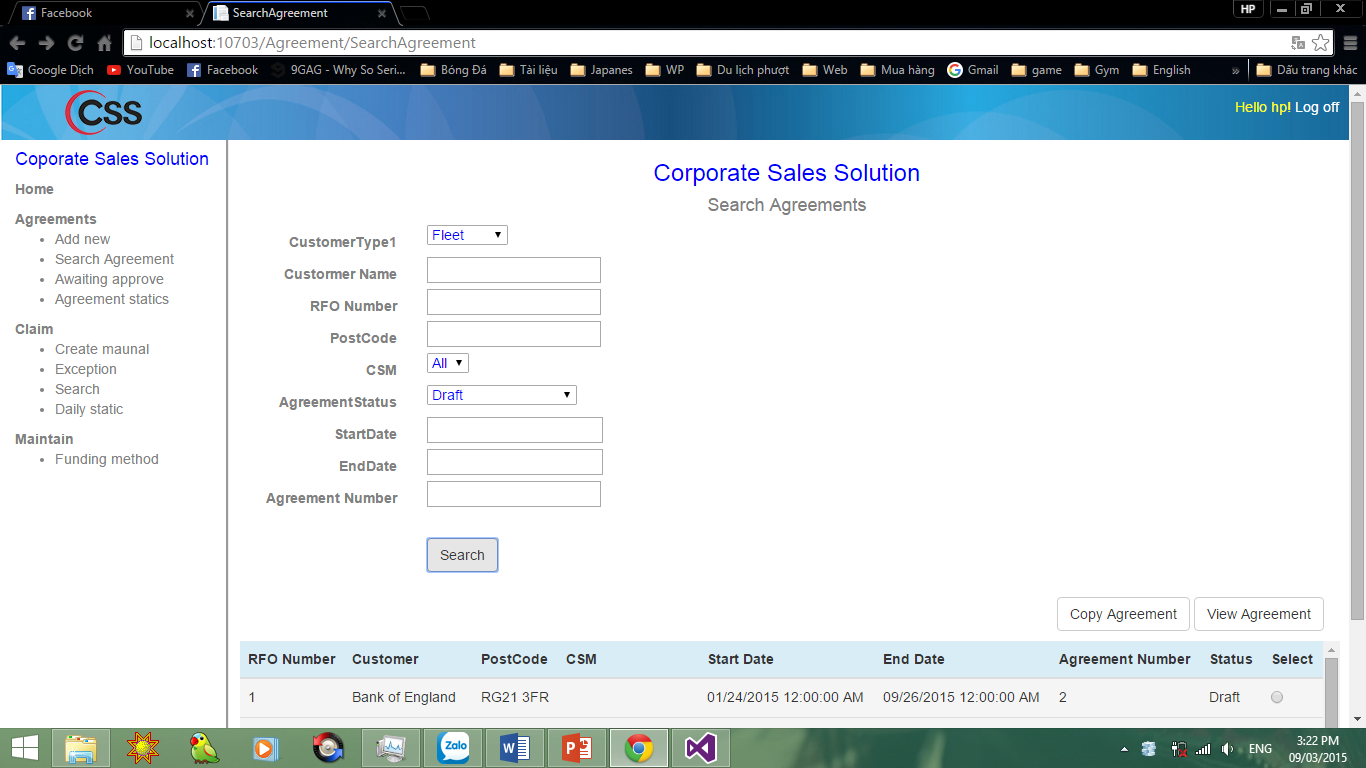 Facebook
SearchAgreement
HP
localhost:10703/Agreement/SearchAgreement
Google Dịch YouTube Facebook 9GAG - Why So Seri... Bóng Đá Tài liệu Japanes WP Du lịch phượt Web Mua hàng Gmail game Gym English » Dấu trang khác
CSS
Hello hp! Log off
Coporate Sales Solution
Home
Agreements
Add new
Search Agreement
Awaiting approve
Agreement statics
Claim
Create maunal
Exception
Search
Daily static
Maintain
Funding method
Corporate Sales Solution
Search Agreements
CustomerType1 Fleet
Custormer Name
RFO Number
PostCode
CSM All
AgreementStatus Draft
StartDate
EndDate
Agreement Number
Search
Copy Agreement View Agreement
RFO Number Customer PostCode CSM Start Date End Date Agreement Number Status Select
1 Bank of England RG21 3FR 01/24/2015 12:00:00 AM 09/26/2015 12:00:00 AM 2 Draft
Zalo
ENG
3:22 PM
09/03/2015